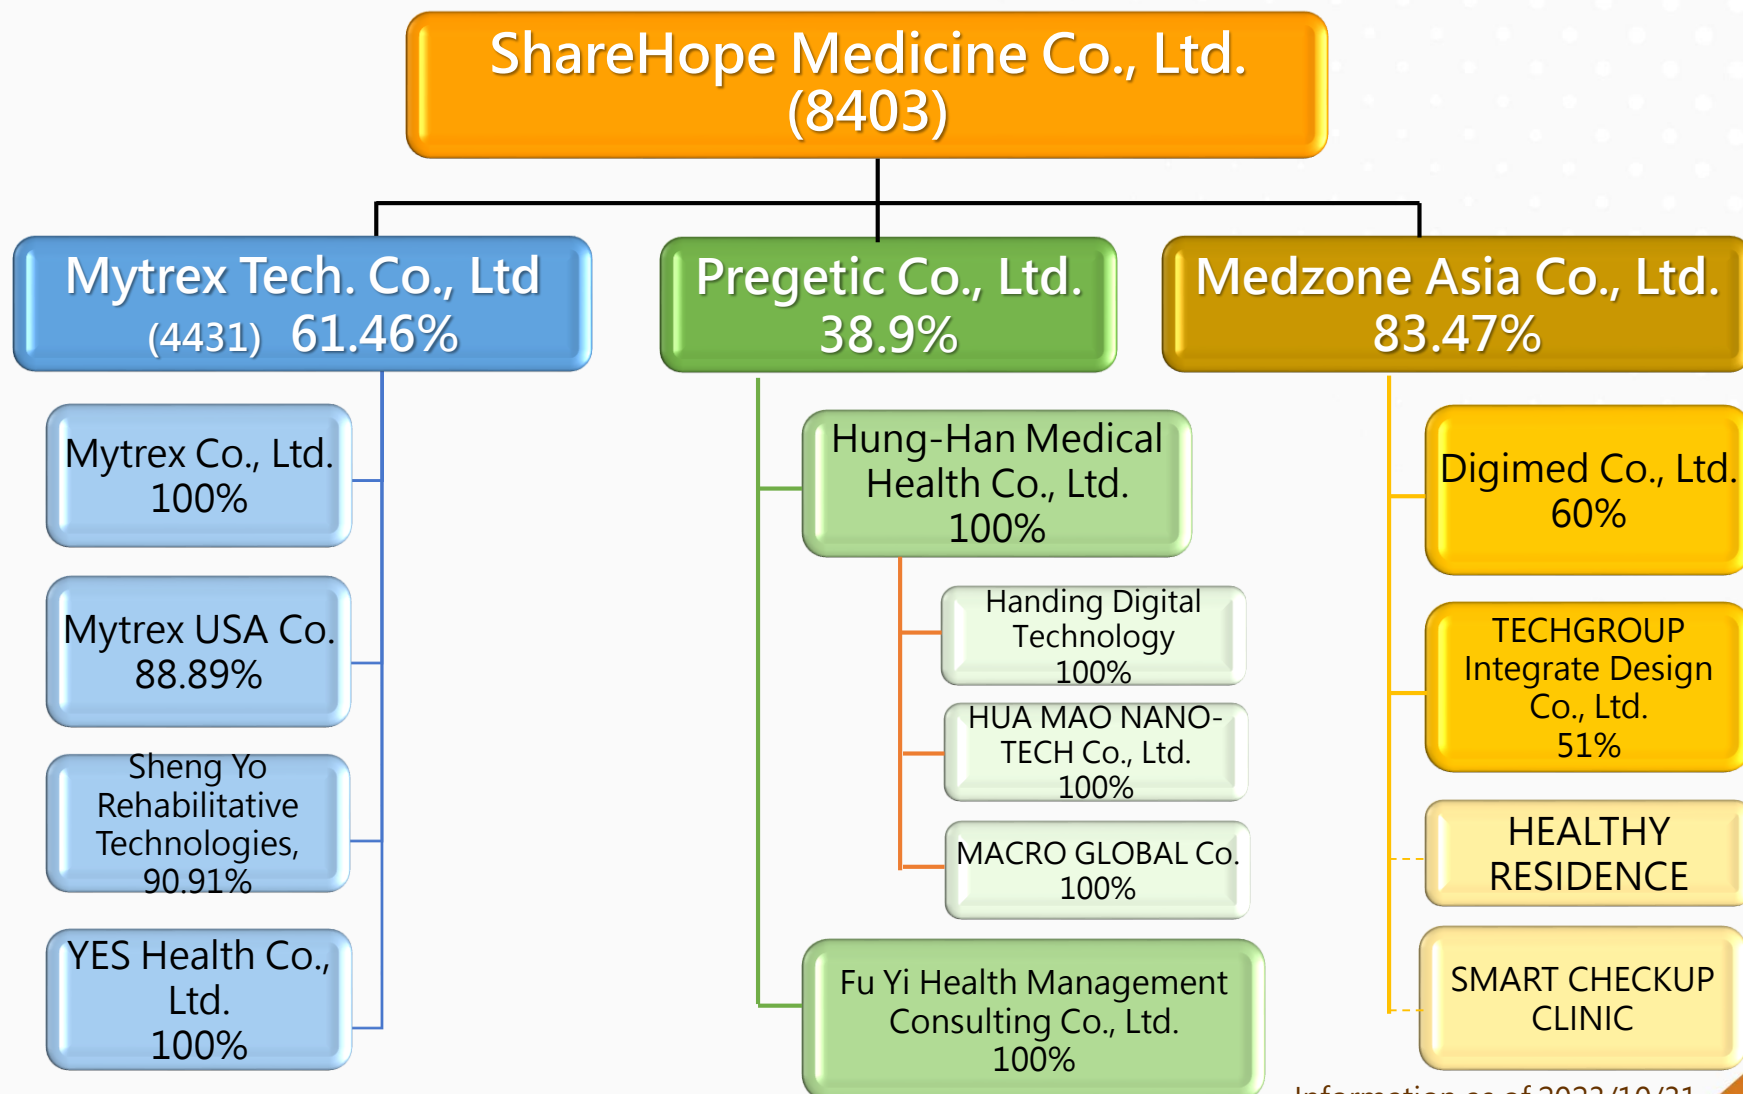 ShareHope Medicine Co., Ltd.
(8403)
Mytrex Tech. Co., Ltd
(4431) 61.46%
Mytrex Co., Ltd.
100%
Mytrex USA Co.
88.89%
Sheng Yo
Rehabilitative
Technologies,
90.91%
YES Health Co.,
Ltd.
100%
Pregetic Co., Ltd.
38.9%
Hung-Han Medical
Health Co., Ltd.
100%
Handing Digital
Technology
100%
HUA MAO NANO-
TECH Co., Ltd.
100%
MACRO GLOBAL Co.
100%
Fu Yi Health Management
Consulting Co., Ltd.
100%
Medzone Asia Co., Ltd.
83.47%
Digimed Co., Ltd.
60%
TECHGROUP
Integrate Design
Co., Ltd.
51%
HEALTHY
RESIDENCE
SMART CHECKUP
CLINIC
Information as of